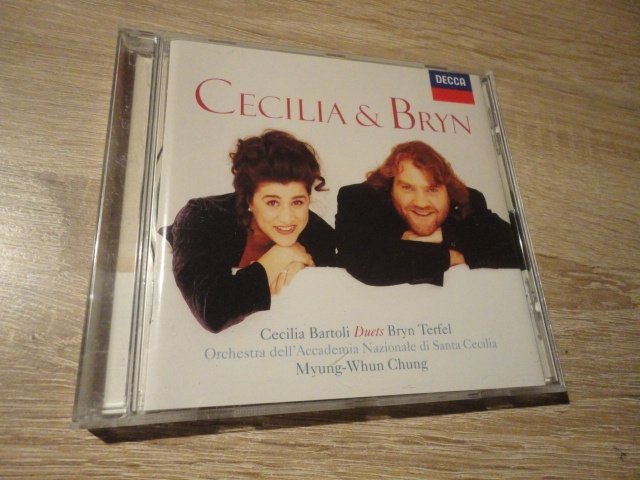 DECCA
CECILIA & BRYN
Cecilia Bartoli Duets Bryn Terfel
Orchestra dell'Accademia Nazionale di Santa Cecilia
Myung-Whun Chung